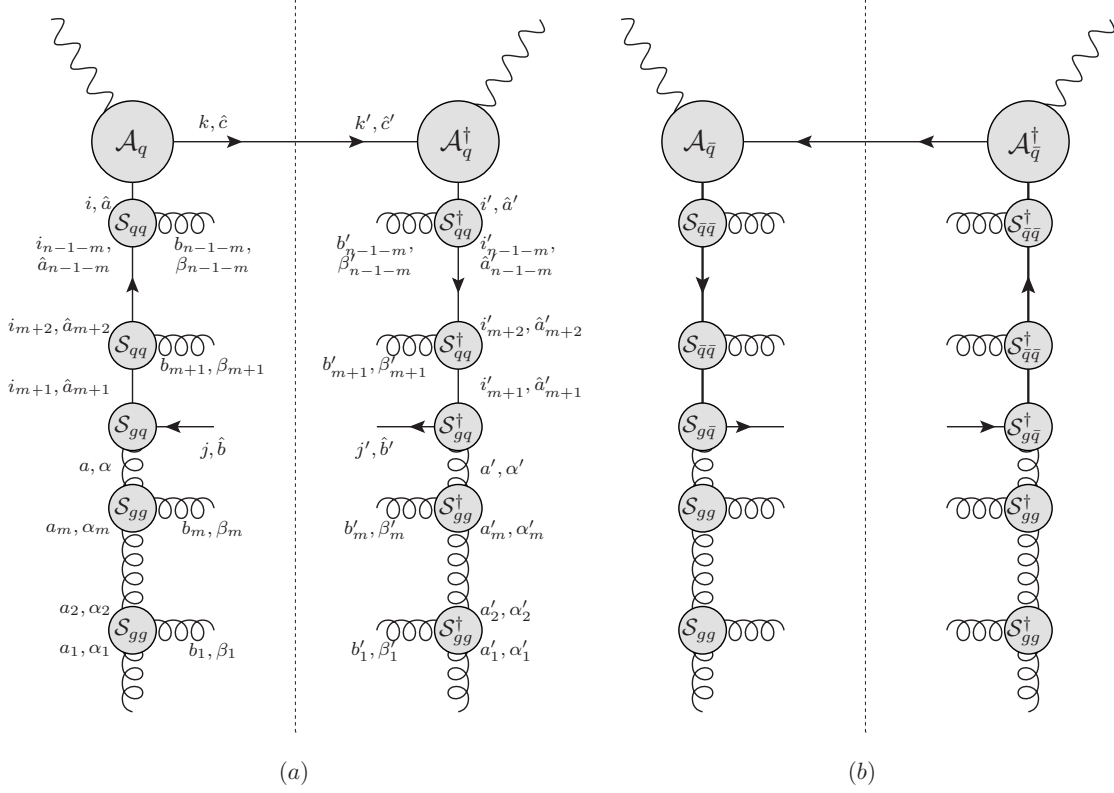 𝒜_q k, ĉ k′, ĉ′ 𝒜_q^† 𝒜_q̄ 𝒜_q̄^†
i, â i′, â′
𝒮_qq 𝒮_qq^† 𝒮_q̄q̄ 𝒮_q̄q̄^†
i_{n−1−m}, b_{n−1−m}, b′_{n−1−m}, i′_{n−1−m},
â_{n−1−m} β_{n−1−m} β′_{n−1−m} â′_{n−1−m}
i_{m+2}, â_{m+2} i′_{m+2}, â′_{m+2}
𝒮_qq 𝒮_qq^† 𝒮_q̄q̄ 𝒮_q̄q̄^†
b_{m+1}, β_{m+1} b′_{m+1}, β′_{m+1}
i_{m+1}, â_{m+1} i′_{m+1}, â′_{m+1}
𝒮_gq 𝒮_gq^† 𝒮_gq̄ 𝒮_gq̄^†
j, b̂ j′, b̂′
a, α a′, α′
𝒮_gg 𝒮_gg^† 𝒮_gg 𝒮_gg^†
a_m, α_m b_m, β_m b′_m, β′_m a′_m, α′_m
a_2, α_2 a′_2, α′_2
𝒮_gg 𝒮_gg^† 𝒮_gg 𝒮_gg^†
a_1, α_1 b_1, β_1 b′_1, β′_1 a′_1, α′_1
(a) (b)